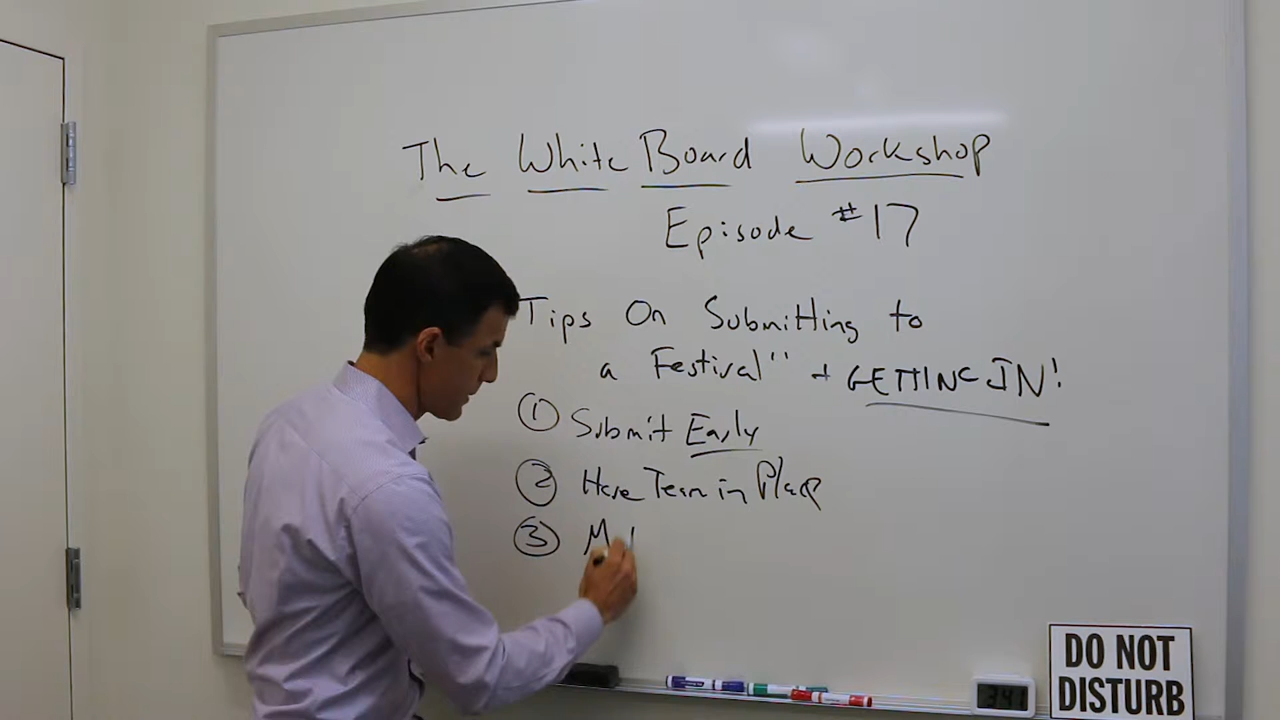 The White Board Workshop
Episode #17
Tips On Submitting to
a Festival" + GETTING IN!
① Submit Early
② Have Team in Place
③ M
DO NOT
DISTURB
3:41